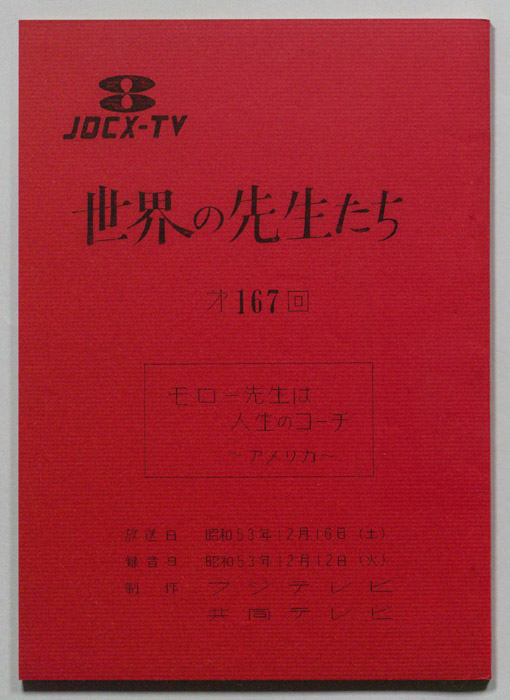 JOCX-TV
世界の先生たち
才167回
モロー先生は
人生のコーチ
～アメリカ～
放送日 昭和53年12月16日(土)
録音日 昭和53年12月12日(火)
制作 フジテレビ
共同テレビ